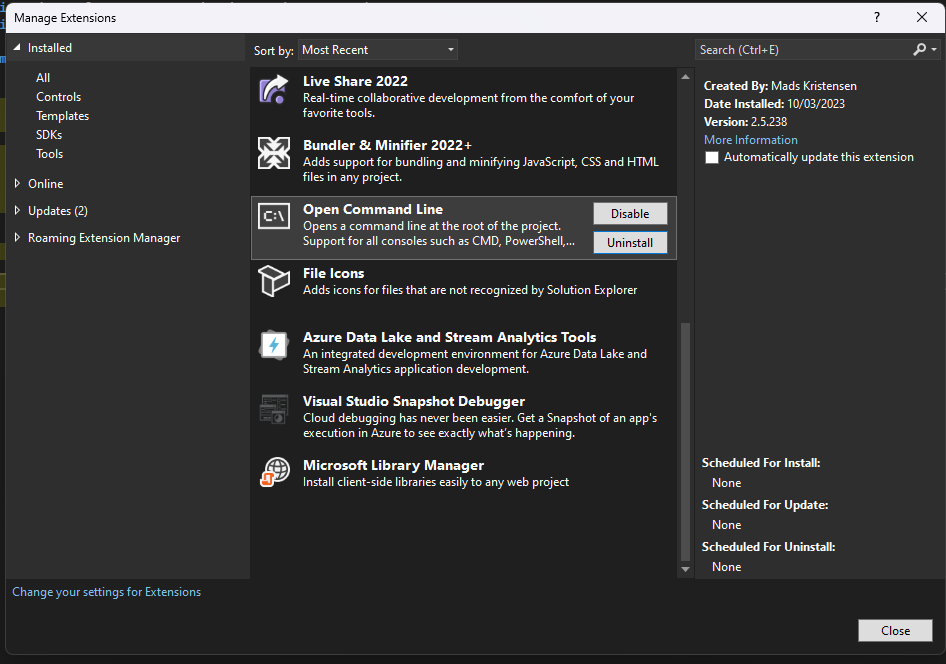 Manage Extensions
?
Installed
All
Controls
Templates
SDKs
Tools
Online
Updates (2)
Roaming Extension Manager
Change your settings for Extensions
Sort by: Most Recent
Live Share 2022
Real-time collaborative development from the comfort of your
favorite tools.
Bundler & Minifier 2022+
Adds support for bundling and minifying JavaScript, CSS and HTML
files in any project.
C:\
Open Command Line
Opens a command line at the root of the project.
Support for all consoles such as CMD, PowerShell,...
Disable
Uninstall
File Icons
Adds icons for files that are not recognized by Solution Explorer
Azure Data Lake and Stream Analytics Tools
An integrated development environment for Azure Data Lake and
Stream Analytics application development.
Visual Studio Snapshot Debugger
Cloud debugging has never been easier. Get a Snapshot of an app's
execution in Azure to see exactly what's happening.
Microsoft Library Manager
Install client-side libraries easily to any web project
Search (Ctrl+E)
Created By: Mads Kristensen
Date Installed: 10/03/2023
Version: 2.5.238
More Information
Automatically update this extension
Scheduled For Install:
None
Scheduled For Update:
None
Scheduled For Uninstall:
None
Close